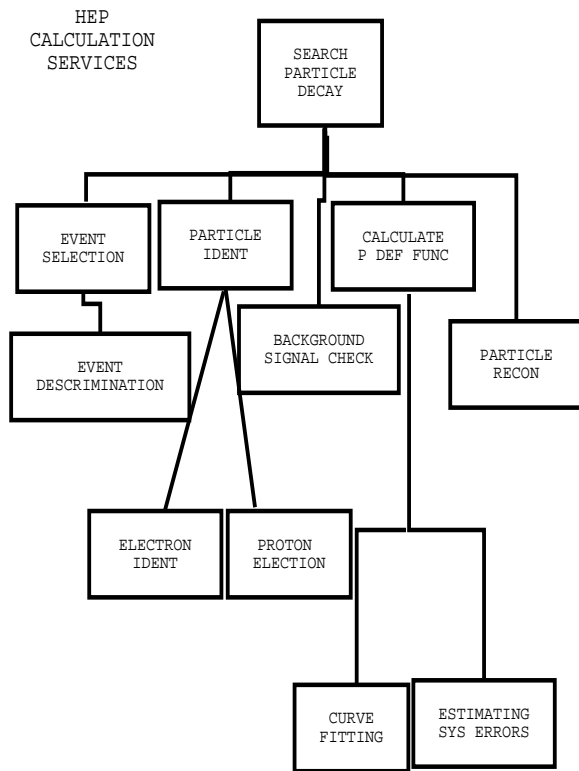 HEP
CALCULATION
SERVICES
SEARCH
PARTICLE
DECAY
EVENT
SELECTION
PARTICLE
IDENT
CALCULATE
P DEF FUNC
BACKGROUND
SIGNAL CHECK
PARTICLE
RECON
EVENT
DESCRIMINATION
ELECTRON
IDENT
PROTON
ELECTION
CURVE
FITTING
ESTIMATING
SYS ERRORS